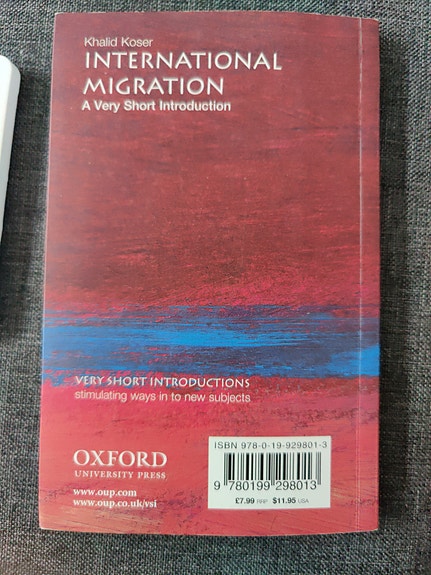 Khalid Koser
INTERNATIONAL
MIGRATION
A Very Short Introduction
VERY SHORT INTRODUCTIONS
stimulating ways in to new subjects
OXFORD
UNIVERSITY PRESS
www.oup.com
www.oup.co.uk/vsi
ISBN 978-0-19-929801-3
9 780199 298013
£7.99 RRP $11.95 USA